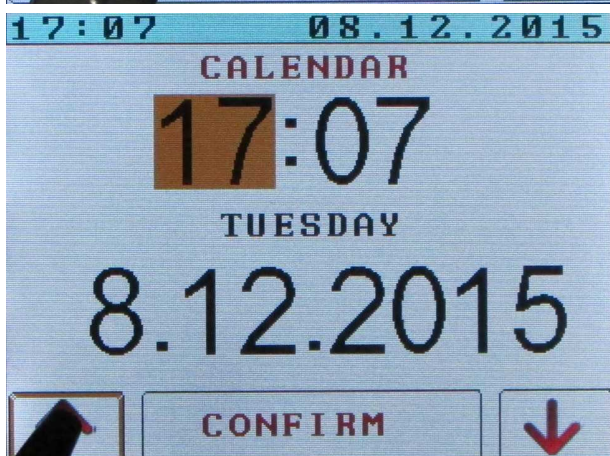 17:07 08.12.2015
CALENDAR
17:07
TUESDAY
8.12.2015
CONFIRM